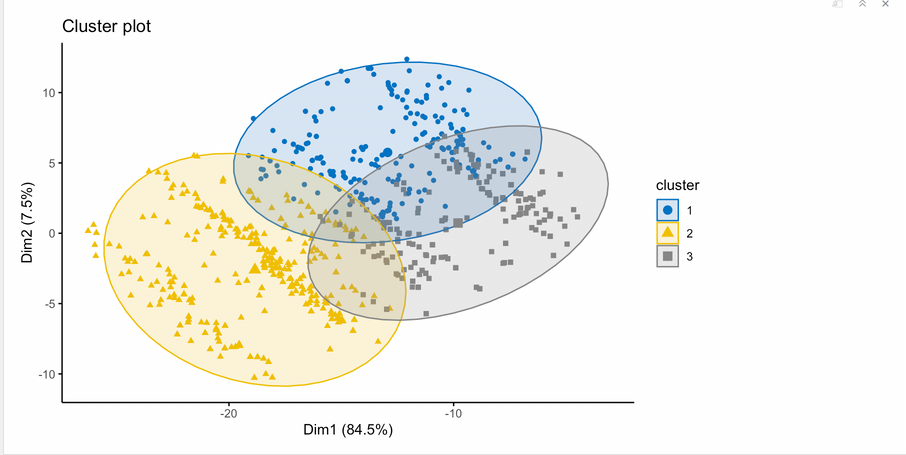 Cluster plot
10
5
0
-5
-10
Dim2 (7.5%)
-20
-10
Dim1 (84.5%)
cluster
1
2
3